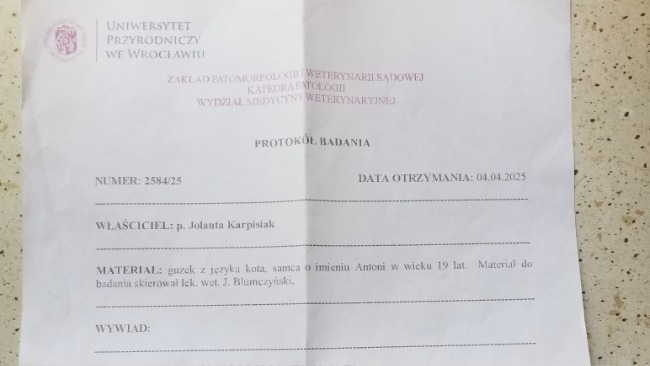 UNIWERSYTET
PRZYRODNICZY
WE WROCŁAWIU
ZAKŁAD PATOMORFOLOGII I WETERYNARII SĄDOWEJ
KATEDRA PATOLOGII
WYDZIAŁ MEDYCYNY WETERYNARYJNEJ
PROTOKÓŁ BADANIA
NUMER: 2584/25 DATA OTRZYMANIA: 04.04.2025
WŁAŚCICIEL: p. Jolanta Karpisiak
MATERIAŁ: guzek z języka kota, samca o imieniu Antoni w wieku 19 lat. Materiał do
badania skierował lek. wet. J. Blumczyński.
WYWIAD: